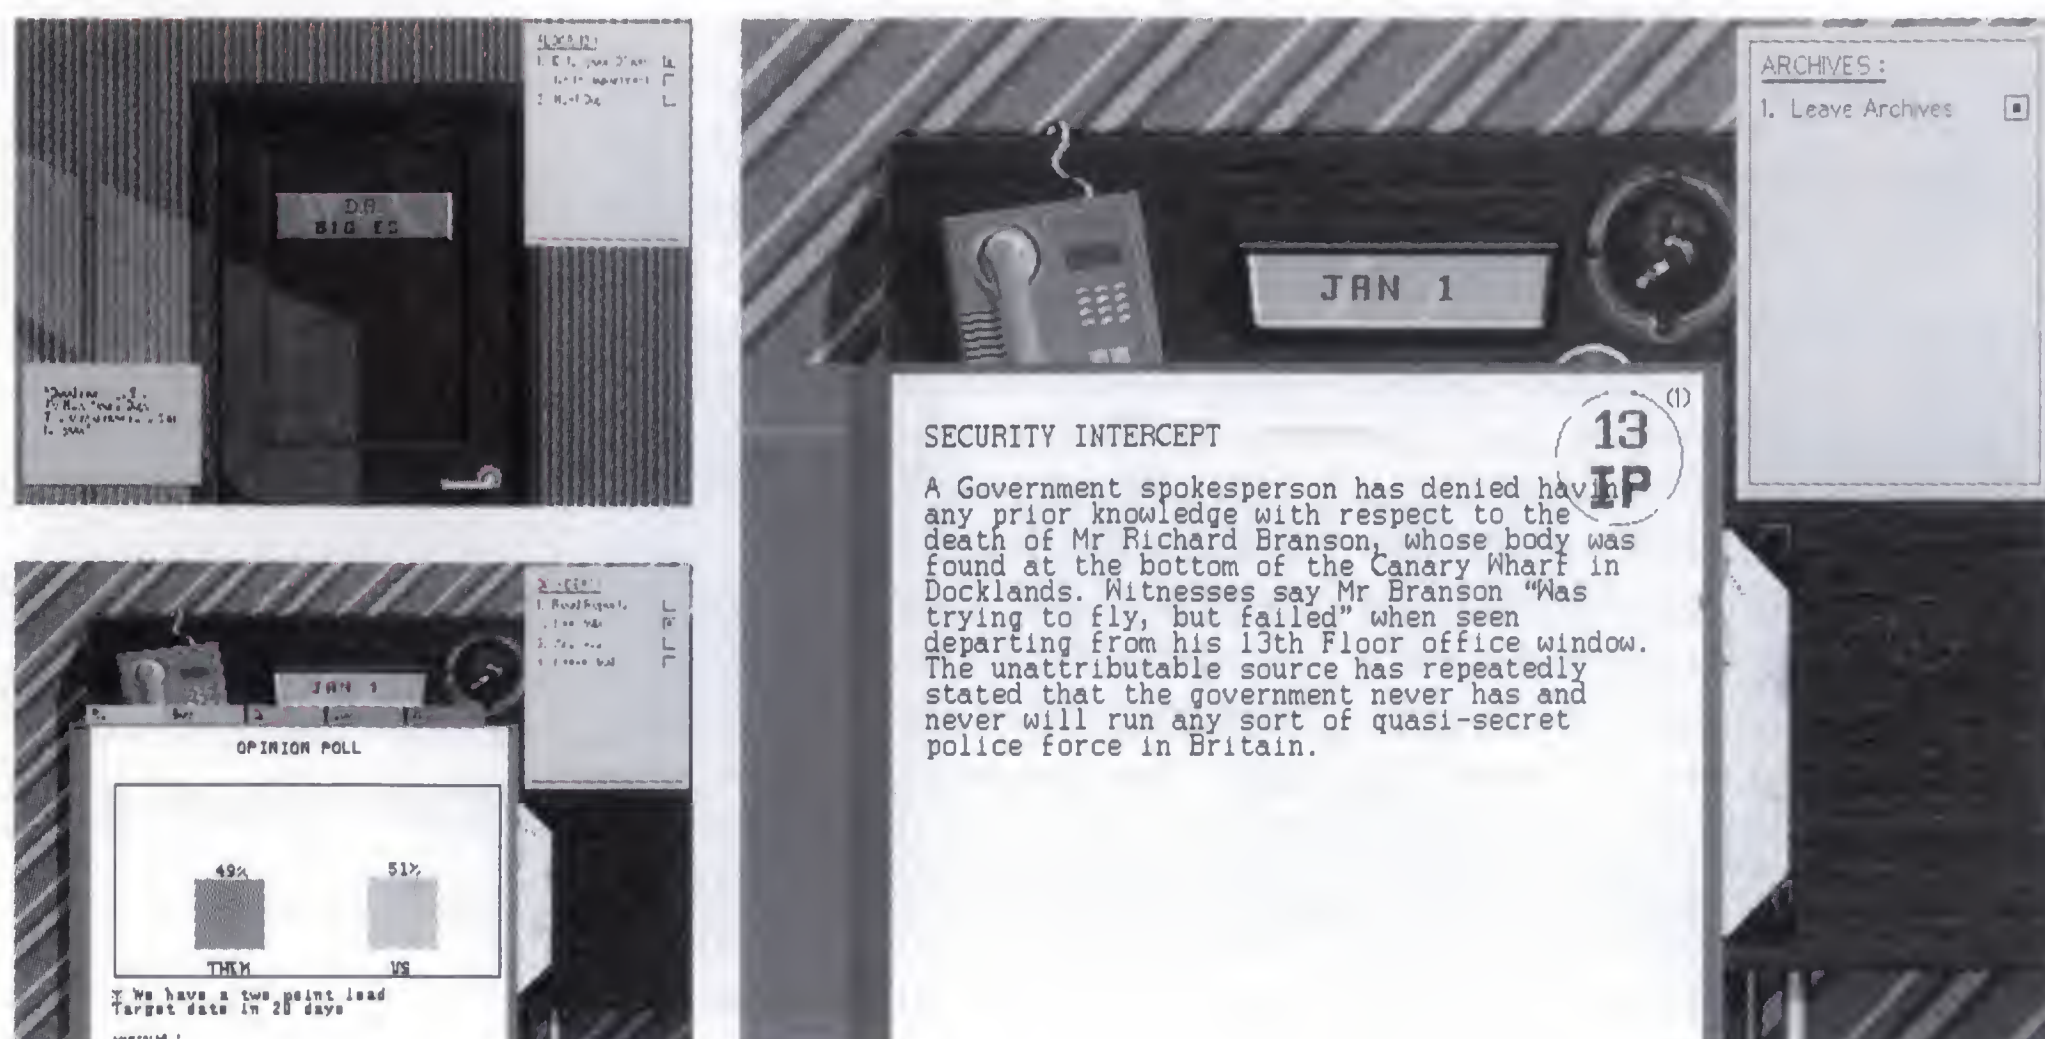 D.A.
BIG ED
JAN 1
OPINION POLL
49%
51%
THEM
US
We have a two point lead
Target date in 20 days
ARCHIVES:
1. Leave Archives
JAN 1
(1)
13
IP
SECURITY INTERCEPT
A Government spokesperson has denied having
any prior knowledge with respect to the
death of Mr Richard Branson, whose body was
found at the bottom of the Canary Wharf in
Docklands. Witnesses say Mr Branson “Was
trying to fly, but failed” when seen
departing from his 13th Floor office window.
The unattributable source has repeatedly
stated that the government never has and
never will run any sort of quasi-secret
police force in Britain.